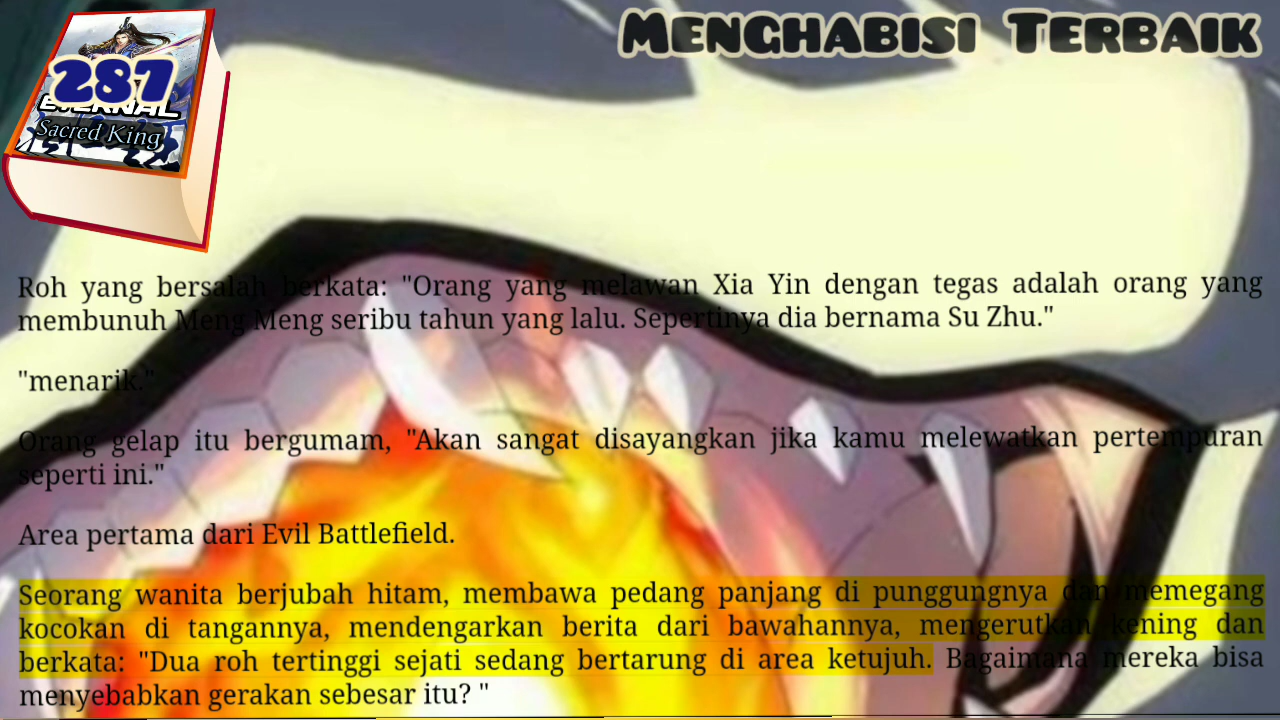 MENGHABISI TERBAIK
287
ETERNAL
Sacred King
Roh yang bersalah berkata: "Orang yang melawan Xia Yin dengan tegas adalah orang yang
membunuh Meng Meng seribu tahun yang lalu. Sepertinya dia bernama Su Zhu."
"menarik."
Orang gelap itu bergumam, "Akan sangat disayangkan jika kamu melewatkan pertempuran
seperti ini."
Area pertama dari Evil Battlefield.
Seorang wanita berjubah hitam, membawa pedang panjang di punggungnya dan memegang
kocokan di tangannya, mendengarkan berita dari bawahannya, mengerutkan kening dan
berkata: "Dua roh tertinggi sejati sedang bertarung di area ketujuh. Bagaimana mereka bisa
menyebabkan gerakan sebesar itu? "